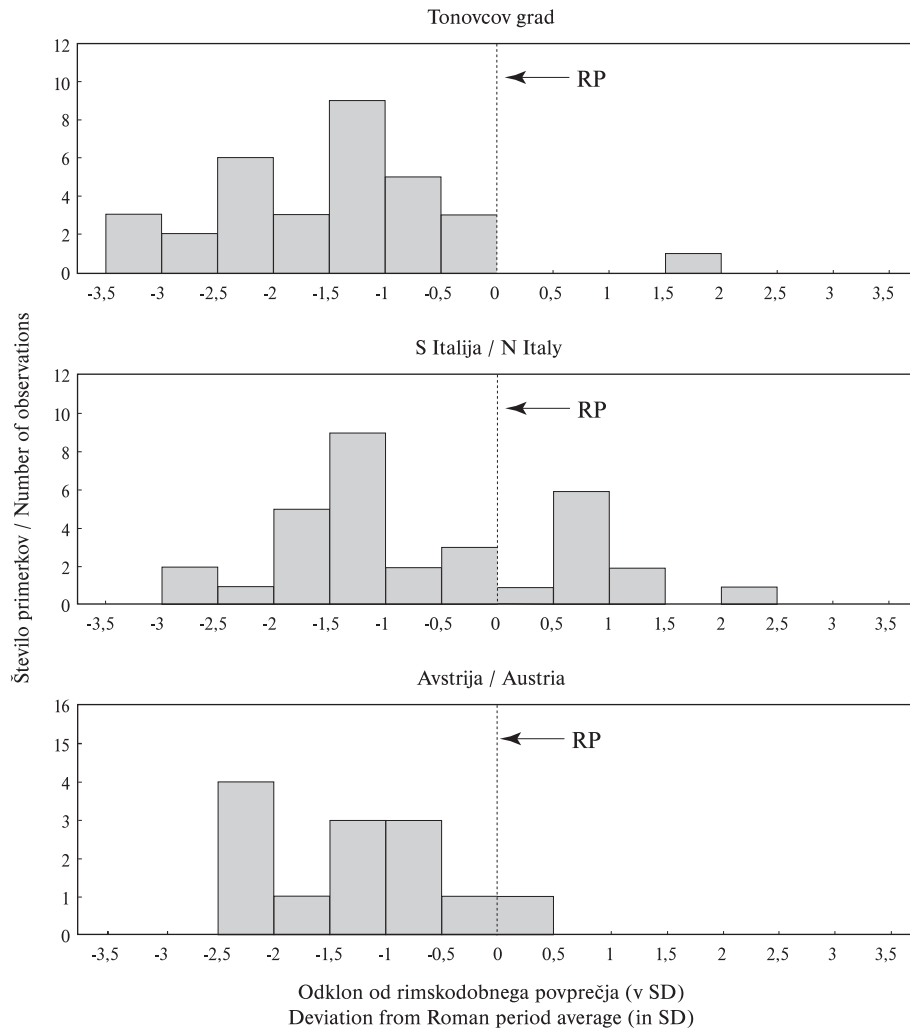 Tonovcov grad
12
10
8
6
4
2
0
RP
-3,5 -3 -2,5 -2 -1,5 -1 -0,5 0 0,5 1 1,5 2 2,5 3 3,5
S Italija / N Italy
12
10
8
6
4
2
0
RP
-3,5 -3 -2,5 -2 -1,5 -1 -0,5 0 0,5 1 1,5 2 2,5 3 3,5
Avstrija / Austria
16
15
4
3
2
1
0
RP
-3,5 -3 -2,5 -2 -1,5 -1 -0,5 0 0,5 1 1,5 2 2,5 3 3,5
Število primerkov / Number of observations
Odklon od rimskodobnega povprečja (v SD)
Deviation from Roman period average (in SD)